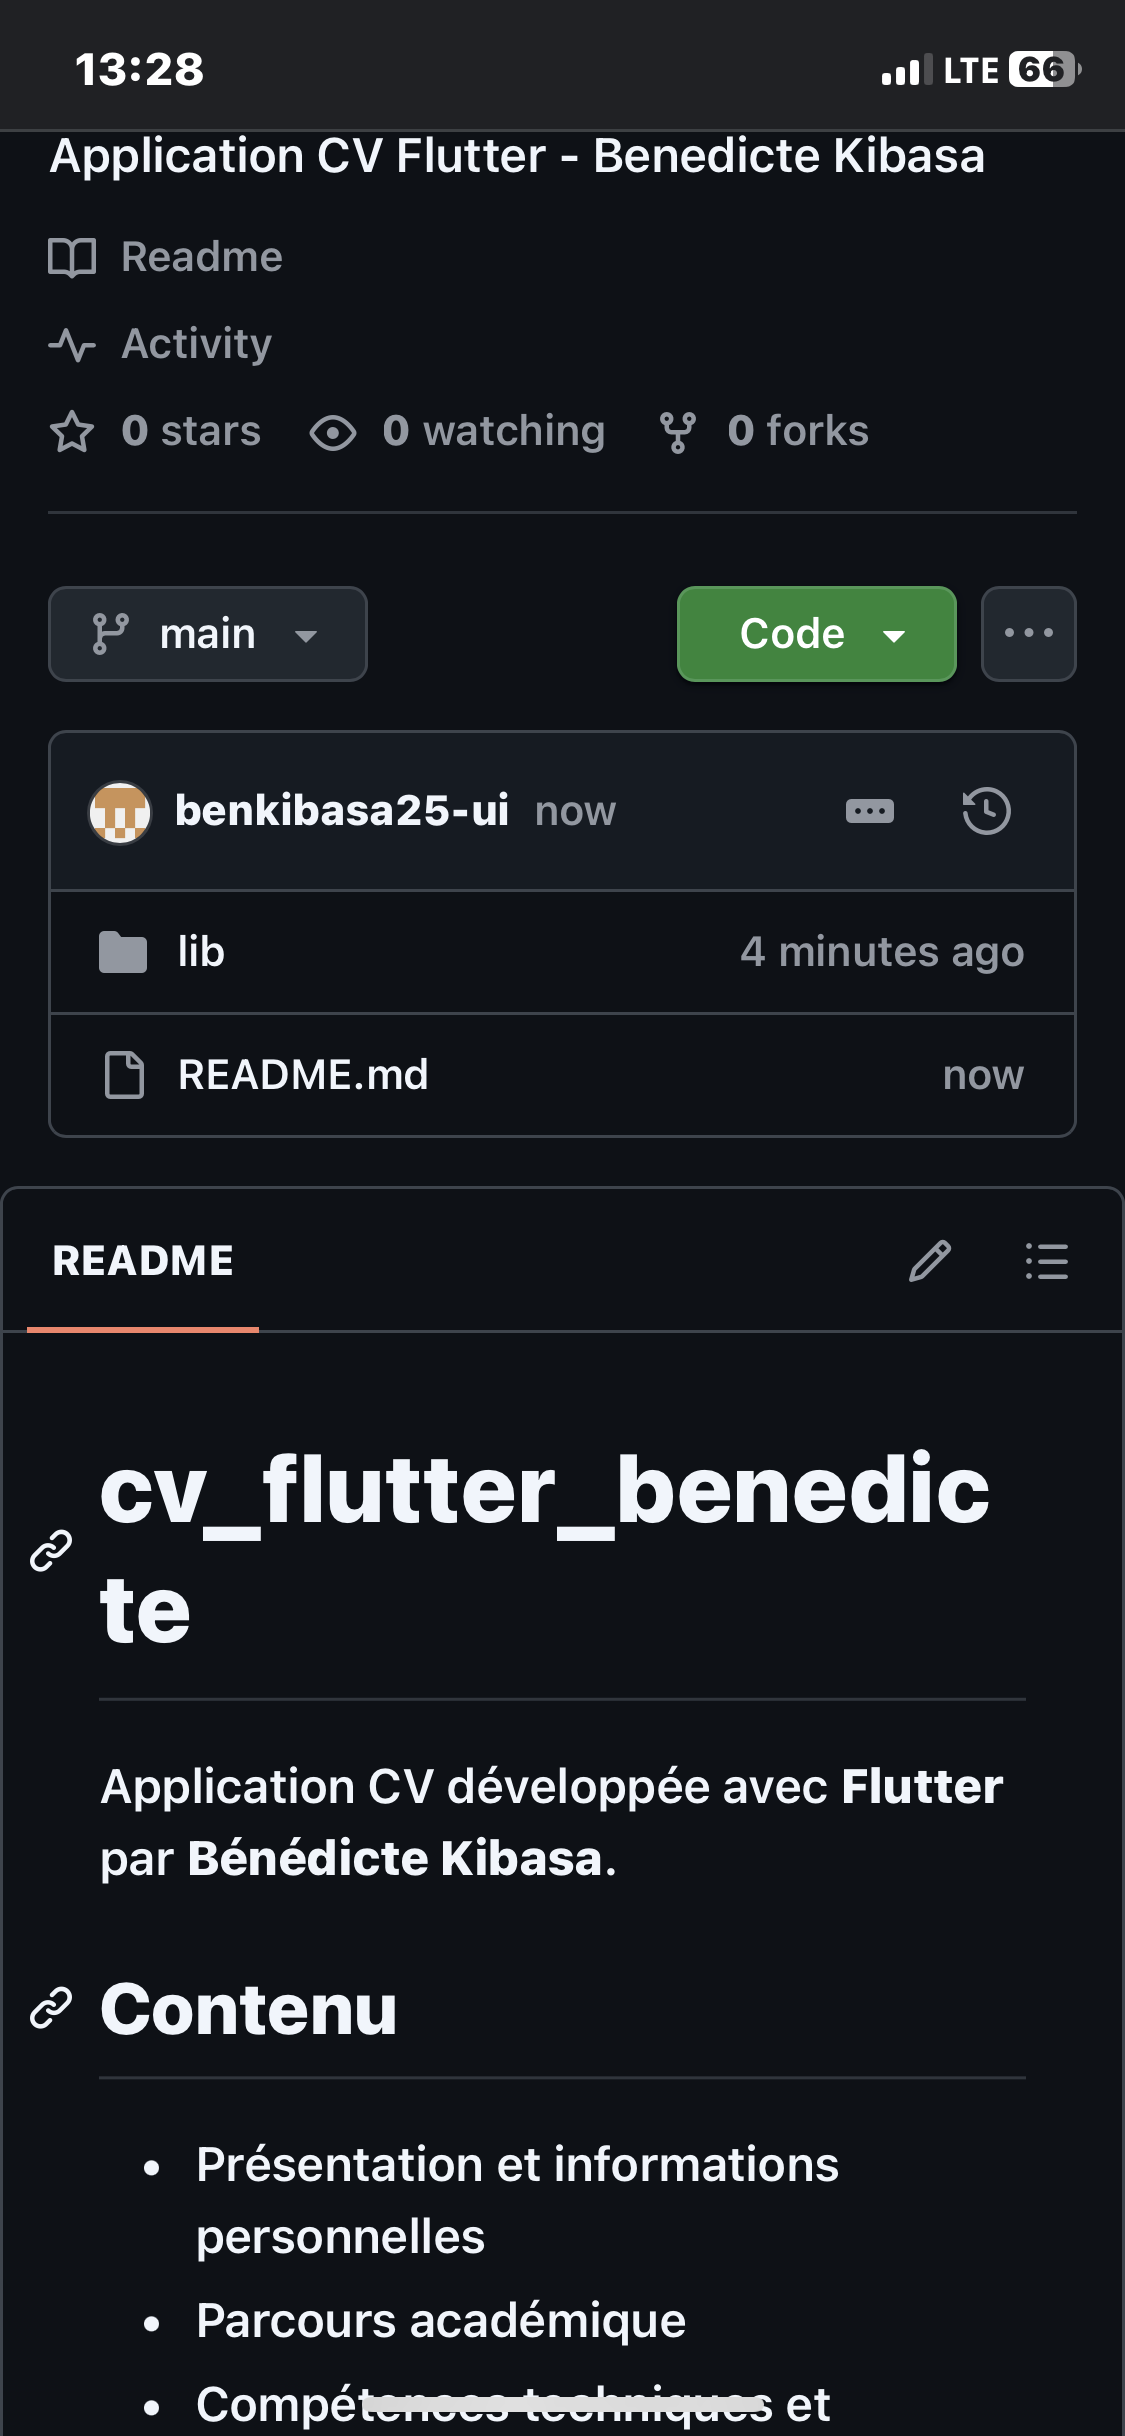 13:28
LTE 66
Application CV Flutter - Benedicte Kibasa
Readme
Activity
0 stars 0 watching 0 forks
main Code
benkibasa25-ui now
lib 4 minutes ago
README.md now
README
cv_flutter_benedic
te
Application CV développée avec Flutter
par Bénédicte Kibasa.
Contenu
• Présentation et informations
personnelles
• Parcours académique
• Compétences techniques et